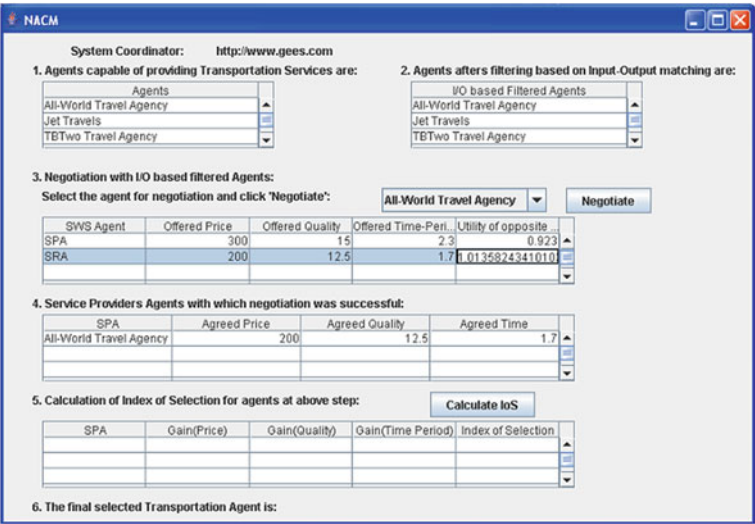 NACM
System Coordinator: http://www.gees.com
1. Agents capable of providing Transportation Services are: 2. Agents afters filtering based on Input-Output matching are:
Agents I/O based Filtered Agents
All-World Travel Agency All-World Travel Agency
Jet Travels Jet Travels
TBTwo Travel Agency TBTwo Travel Agency
3. Negotiation with I/O based filtered Agents:
Select the agent for negotiation and click 'Negotiate': All-World Travel Agency Negotiate
SWS Agent Offered Price Offered Quality Offered Time-Peri... Utility of opposite ...
SPA 300 15 2.3 0.923
SRA 200 12.5 1.7 1.0135824341010
4. Service Providers Agents with which negotiation was successful:
SPA Agreed Price Agreed Quality Agreed Time
All-World Travel Agency 200 12.5 1.7
5. Calculation of Index of Selection for agents at above step: Calculate IoS
SPA Gain(Price) Gain(Quality) Gain(Time Period) Index of Selection
6. The final selected Transportation Agent is: